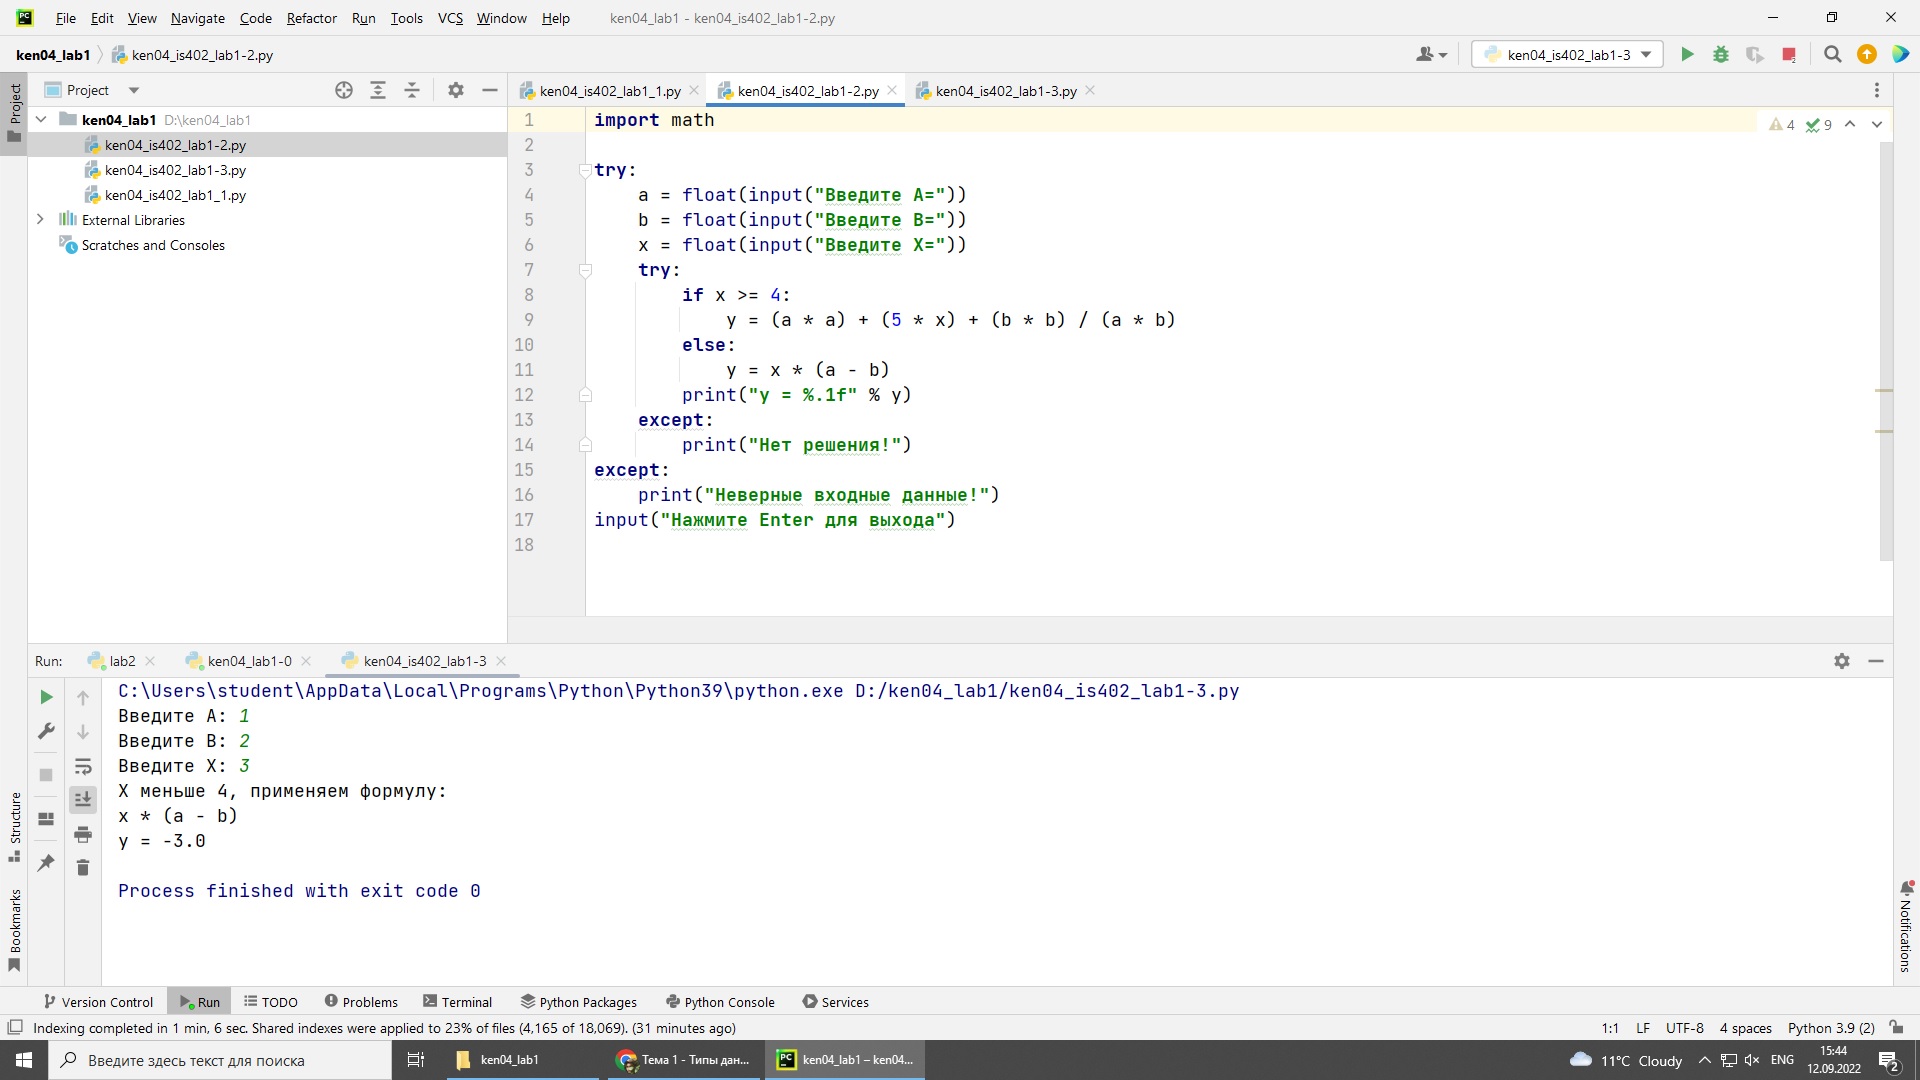 File Edit View Navigate Code Refactor Run Tools VCS Window Help ken04_lab1 - ken04_is402_lab1-2.py
ken04_lab1 ken04_is402_lab1-2.py ken04_is402_lab1-3
Project
Project
ken04_is402_lab1_1.py ken04_is402_lab1-2.py ken04_is402_lab1-3.py
ken04_lab1 D:\ken04_lab1
ken04_is402_lab1-2.py
ken04_is402_lab1-3.py
ken04_is402_lab1_1.py
External Libraries
Scratches and Consoles
4 9
1 import math
2
3 try:
4 a = float(input("Введите A="))
5 b = float(input("Введите B="))
6 x = float(input("Введите X="))
7 try:
8 if x >= 4:
9 y = (a * a) + (5 * x) + (b * b) / (a * b)
10 else:
11 y = x * (a - b)
12 print("y = %.1f" % y)
13 except:
14 print("Нет решения!")
15 except:
16 print("Неверные входные данные!")
17 input("Нажмите Enter для выхода")
18
Run: lab2 ken04_lab1-0 ken04_is402_lab1-3
C:\Users\student\AppData\Local\Programs\Python\Python39\python.exe D:/ken04_lab1/ken04_is402_lab1-3.py
Введите A: 1
Введите B: 2
Введите X: 3
X меньше 4, применяем формулу:
x * (a - b)
y = -3.0
Process finished with exit code 0
Structure
Bookmarks
Notifications
Version Control Run TODO Problems Terminal Python Packages Python Console Services
Indexing completed in 1 min, 6 sec. Shared indexes were applied to 23% of files (4,165 of 18,069). (31 minutes ago) 1:1 LF UTF-8 4 spaces Python 3.9 (2)
Введите здесь текст для поиска ken04_lab1 Тема 1 - Типы дан... ken04_lab1 – ken04... 11°C Cloudy ENG 15:44
12.09.2022 2